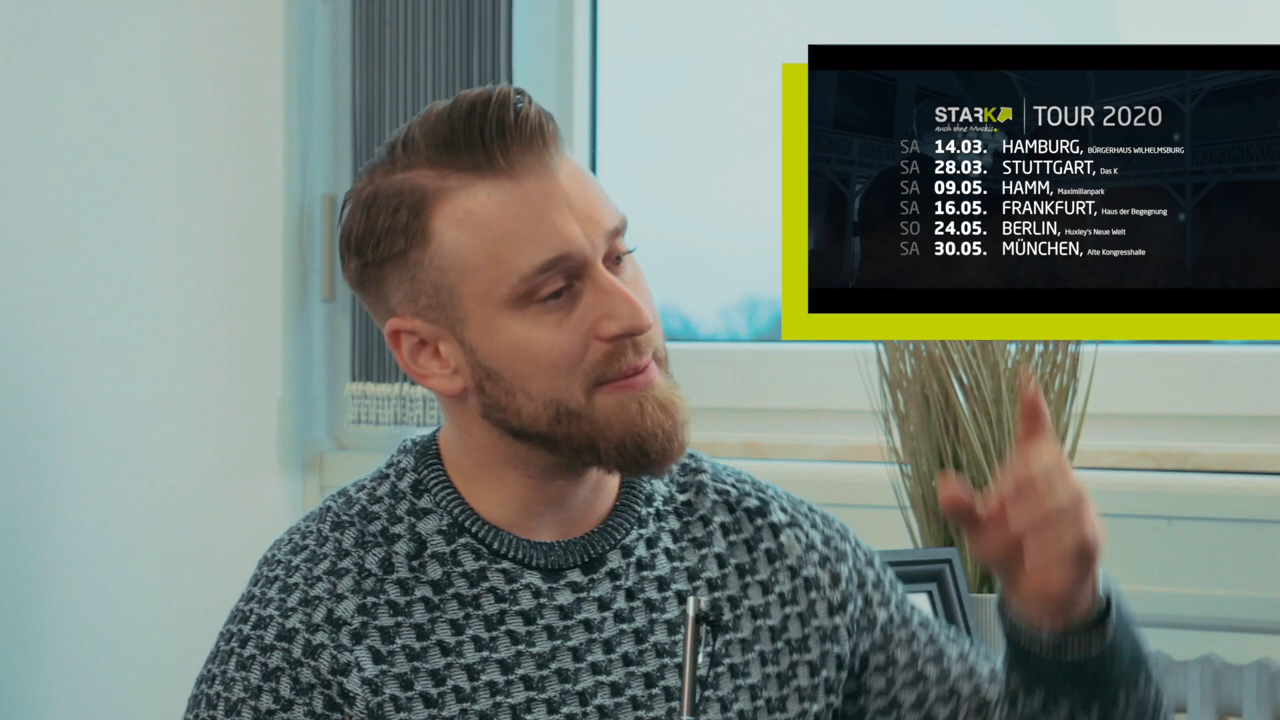 STARK TOUR 2020
auch ohne Muckis.
SA 14.03. HAMBURG, BÜRGERHAUS WILHELMSBURG
SA 28.03. STUTTGART, Das K
SA 09.05. HAMM, Maximilianpark
SA 16.05. FRANKFURT, Haus der Begegnung
SO 24.05. BERLIN, Huxley's Neue Welt
SA 30.05. MÜNCHEN, Alte Kongresshalle